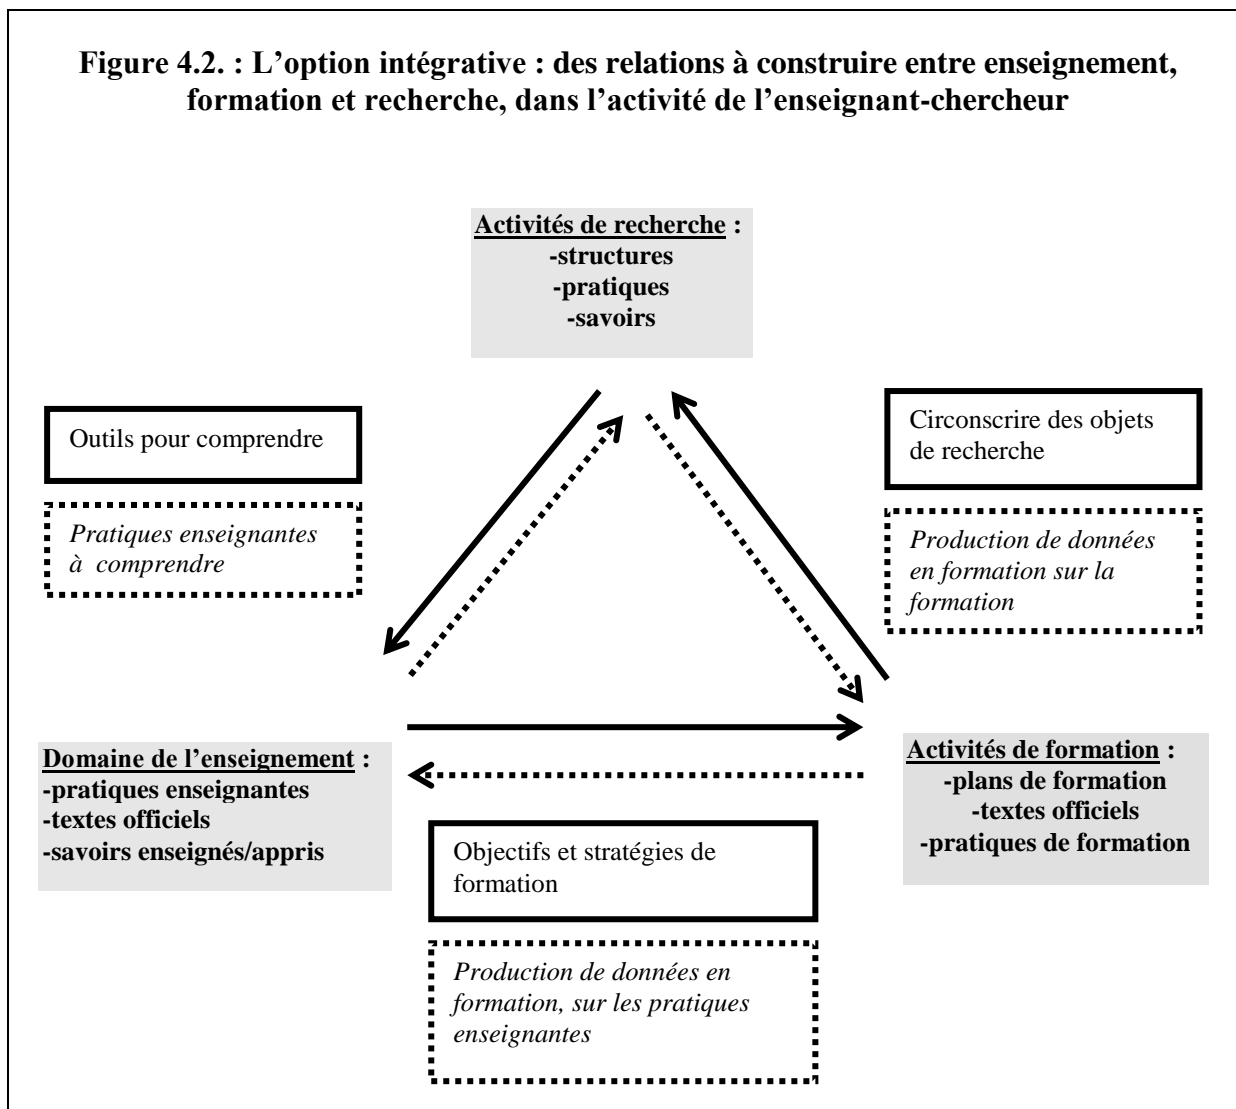 Figure 4.2. : L’option intégrative : des relations à construire entre enseignement,
formation et recherche, dans l’activité de l’enseignant-chercheur
Activités de recherche :
-structures
-pratiques
-savoirs
Outils pour comprendre
Pratiques enseignantes
à comprendre
Circonscrire des objets
de recherche
Production de données
en formation sur la
formation
Domaine de l’enseignement :
-pratiques enseignantes
-textes officiels
-savoirs enseignés/appris
Activités de formation :
-plans de formation
-textes officiels
-pratiques de formation
Objectifs et stratégies de
formation
Production de données en
formation, sur les pratiques
enseignantes